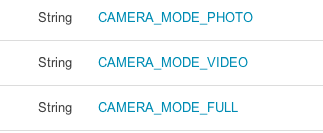 String CAMERA_MODE_PHOTO
String CAMERA_MODE_VIDEO
String CAMERA_MODE_FULL